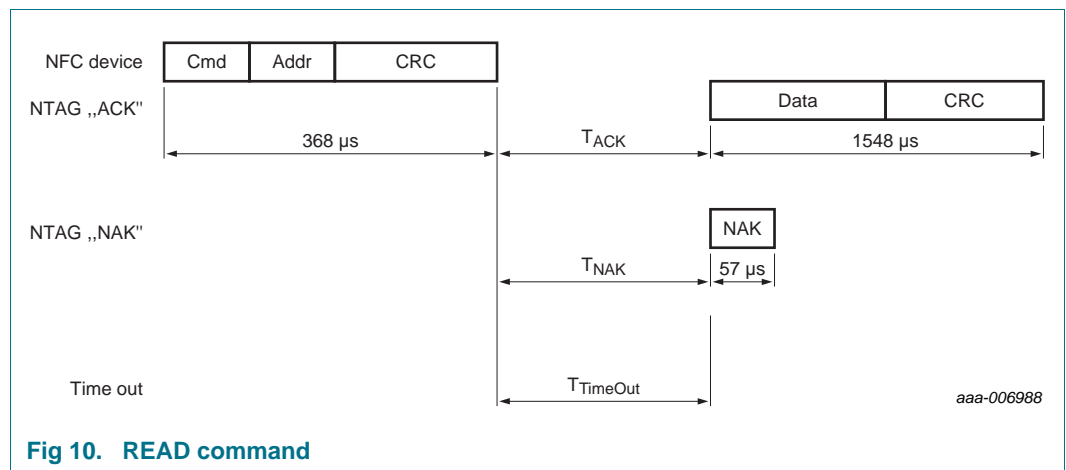 NFC device Cmd Addr CRC
NTAG ,,ACK" Data CRC
368 µs TACK 1548 µs
NTAG ,,NAK" NAK
TNAK 57 µs
Time out TTimeOut aaa-006988
Fig 10. READ command